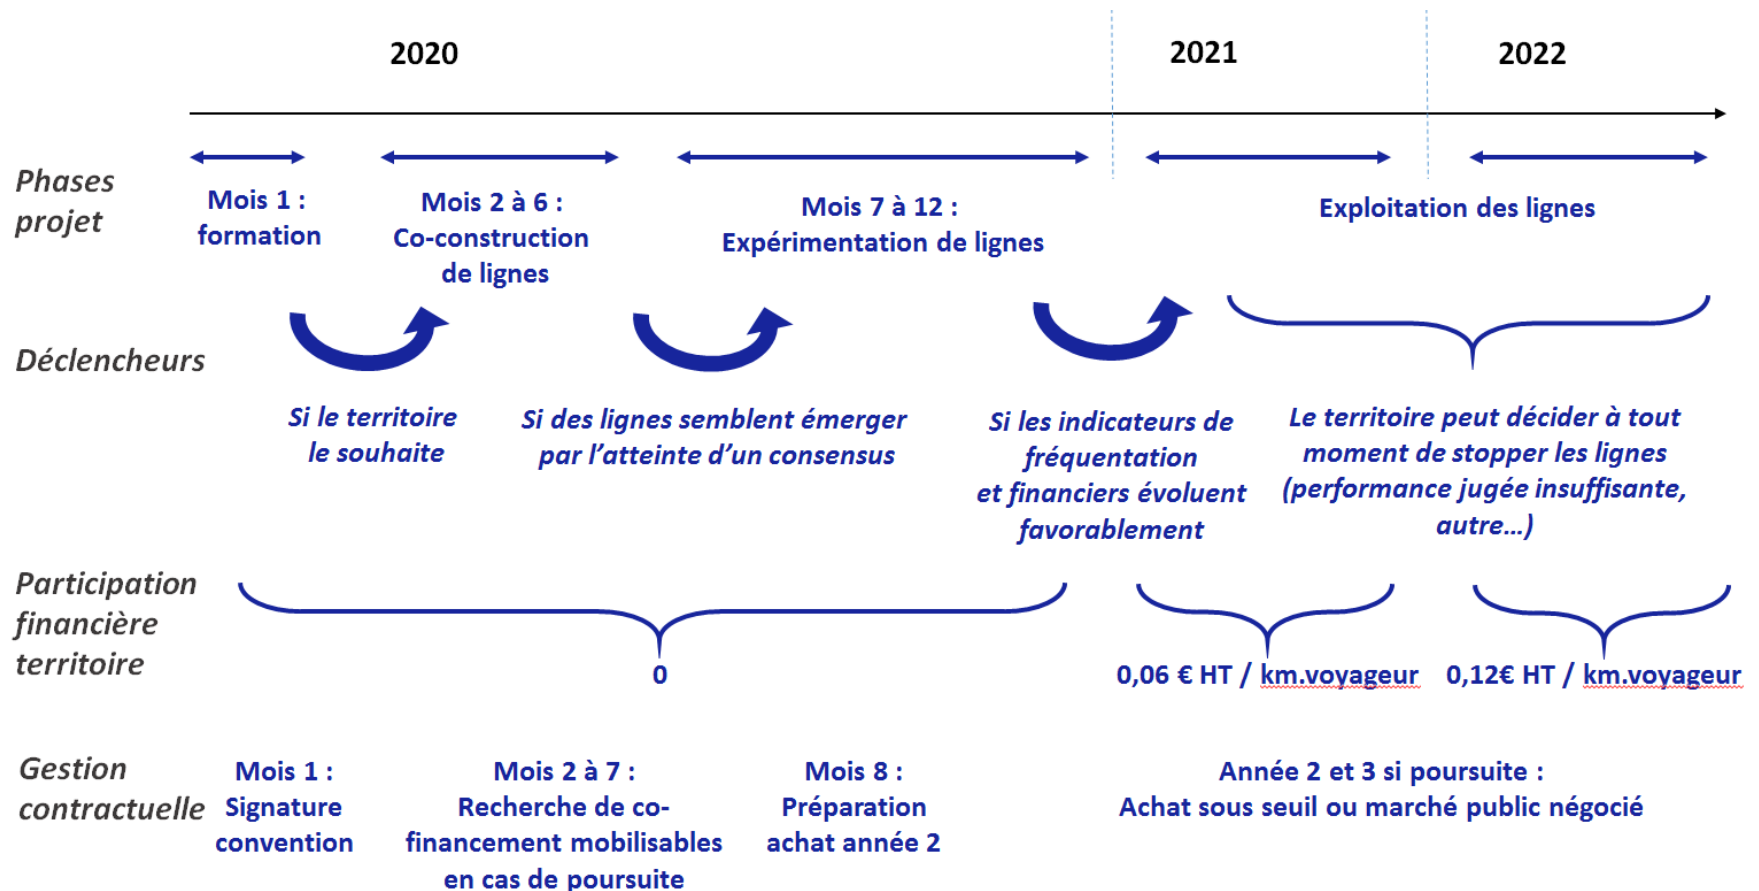 2020
2021
2022
Phases
projet
Mois 1 :
formation
Mois 2 à 6 :
Co-construction
de lignes
Mois 7 à 12 :
Expérimentation de lignes
Exploitation des lignes
Déclencheurs
Si le territoire
le souhaite
Si des lignes semblent émerger
par l’atteinte d’un consensus
Si les indicateurs de
fréquentation
et financiers évoluent
favorablement
Le territoire peut décider à tout
moment de stopper les lignes
(performance jugée insuffisante,
autre…)
Participation
financière
territoire
0
0,06 € HT / km.voyageur
0,12€ HT / km.voyageur
Gestion
contractuelle
Mois 1 :
Signature
convention
Mois 2 à 7 :
Recherche de co-
financement mobilisables
en cas de poursuite
Mois 8 :
Préparation
achat année 2
Année 2 et 3 si poursuite :
Achat sous seuil ou marché public négocié